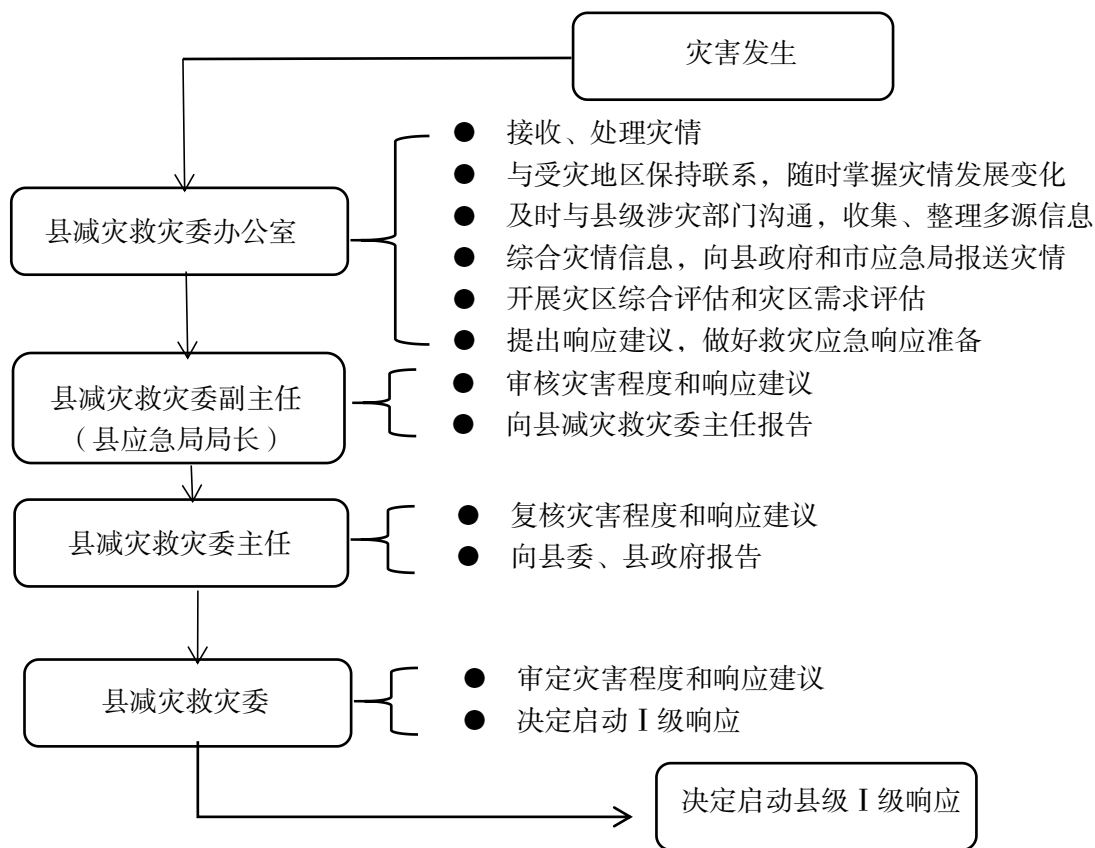 灾害发生
● 接收、处理灾情
● 与受灾地区保持联系，随时掌握灾情发展变化
县减灾救灾委办公室
● 及时与县级涉灾部门沟通，收集、整理多源信息
● 综合灾情信息，向县政府和市应急局报送灾情
● 开展灾区综合评估和灾区需求评估
● 提出响应建议，做好救灾应急响应准备
县减灾救灾委副主任
（县应急局局长）
● 审核灾害程度和响应建议
● 向县减灾救灾委主任报告
县减灾救灾委主任
● 复核灾害程度和响应建议
● 向县委、县政府报告
县减灾救灾委
● 审定灾害程度和响应建议
● 决定启动Ⅰ级响应
决定启动县级Ⅰ级响应